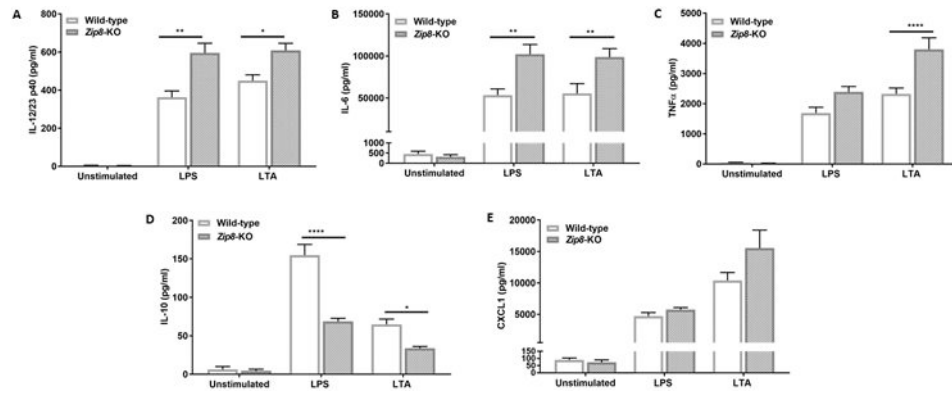 A
Wild-type
Zip8-KO
IL-12/23 p40 (pg/ml)
800
600
400
200
0
**
*
Unstimulated
LPS
LTA
B
Wild-type
Zip8-KO
IL-6 (pg/ml)
150000
100000
50000
1000
500
0
**
**
Unstimulated
LPS
LTA
C
Wild-type
Zip8-KO
TNFα (pg/ml)
5000
4000
3000
2000
1000
0
****
Unstimulated
LPS
LTA
D
Wild-type
Zip8-KO
IL-10 (pg/ml)
200
150
100
50
0
****
*
Unstimulated
LPS
LTA
E
Wild-type
Zip8-KO
CXCL1 (pg/ml)
20000
15000
10000
5000
150
100
50
0
Unstimulated
LPS
LTA